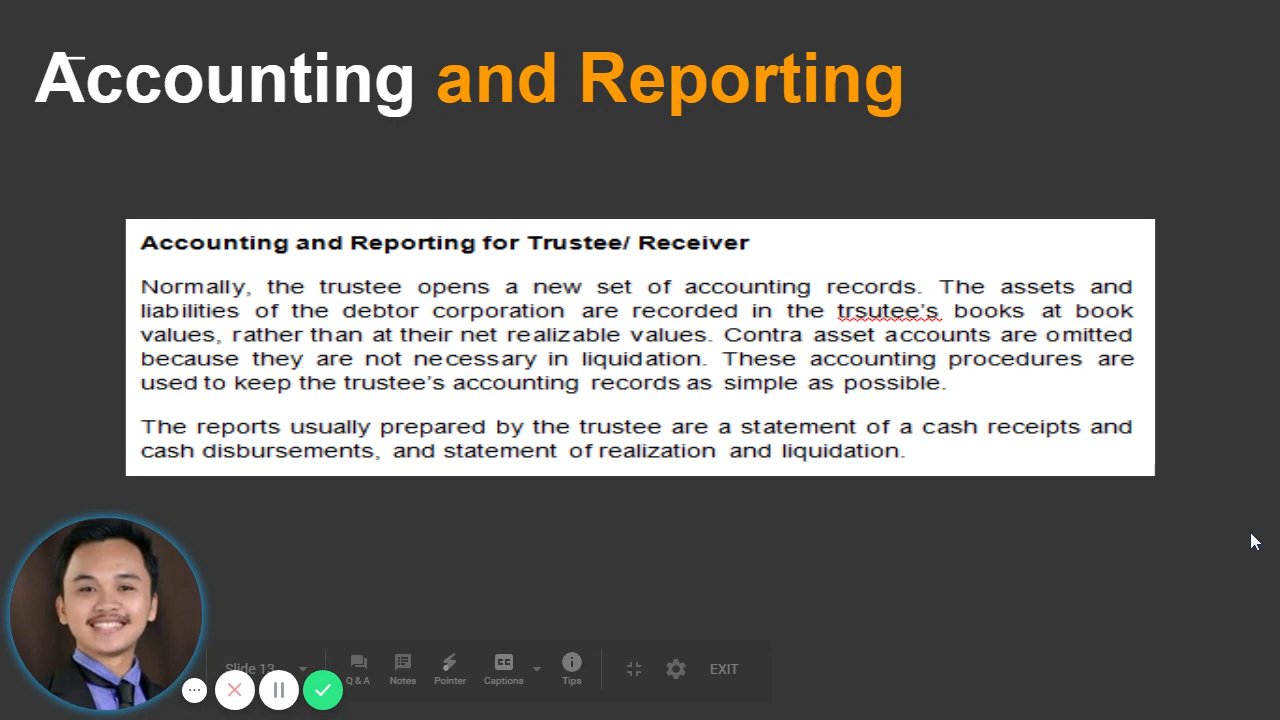 Accounting and Reporting
Accounting and Reporting for Trustee/ Receiver
Normally, the trustee opens a new set of accounting records. The assets and
liabilities of the debtor corporation are recorded in the trsutee's books at book
values, rather than at their net realizable values. Contra asset accounts are omitted
because they are not necessary in liquidation. These accounting procedures are
used to keep the trustee's accounting records as simple as possible.
The reports usually prepared by the trustee are a statement of a cash receipts and
cash disbursements, and statement of realization and liquidation.
Slide 13
Q & A Notes Pointer CC Captions Tips EXIT